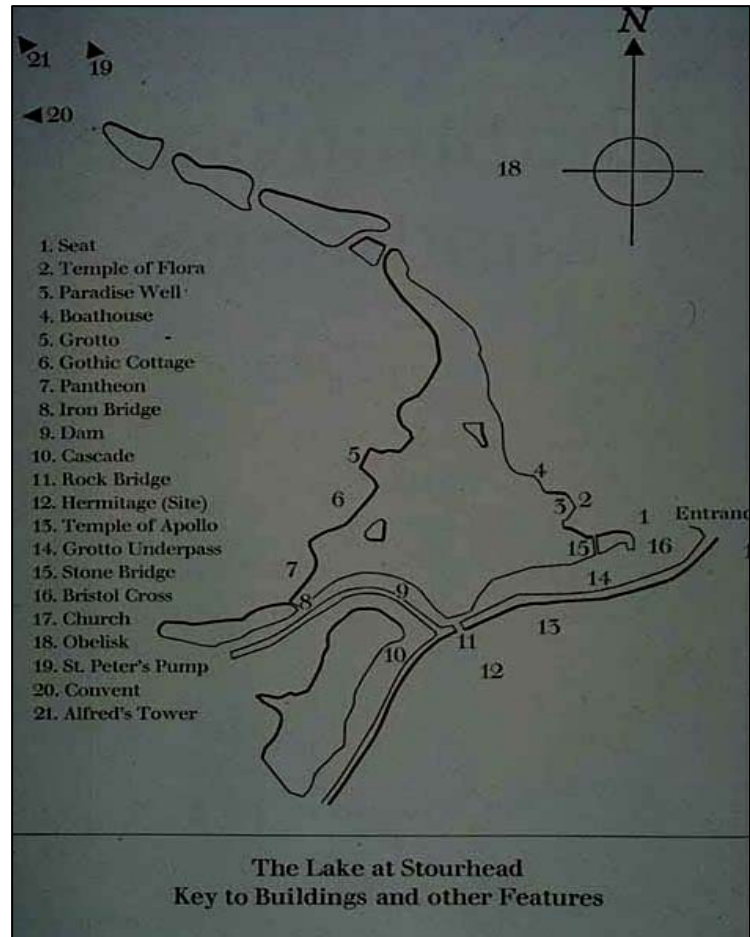 N
21
19
20
18
1. Seat
2. Temple of Flora
3. Paradise Well
4. Boathouse
5. Grotto
6. Gothic Cottage
7. Pantheon
8. Iron Bridge
9. Dam
10. Cascade
11. Rock Bridge
12. Hermitage (Site)
13. Temple of Apollo
14. Grotto Underpass
15. Stone Bridge
16. Bristol Cross
17. Church
18. Obelisk
19. St. Peter's Pump
20. Convent
21. Alfred's Tower
5
4
6
3
2
1
Entranc
15
16
7
14
8
9
13
11
10
12
The Lake at Stourhead
Key to Buildings and other Features